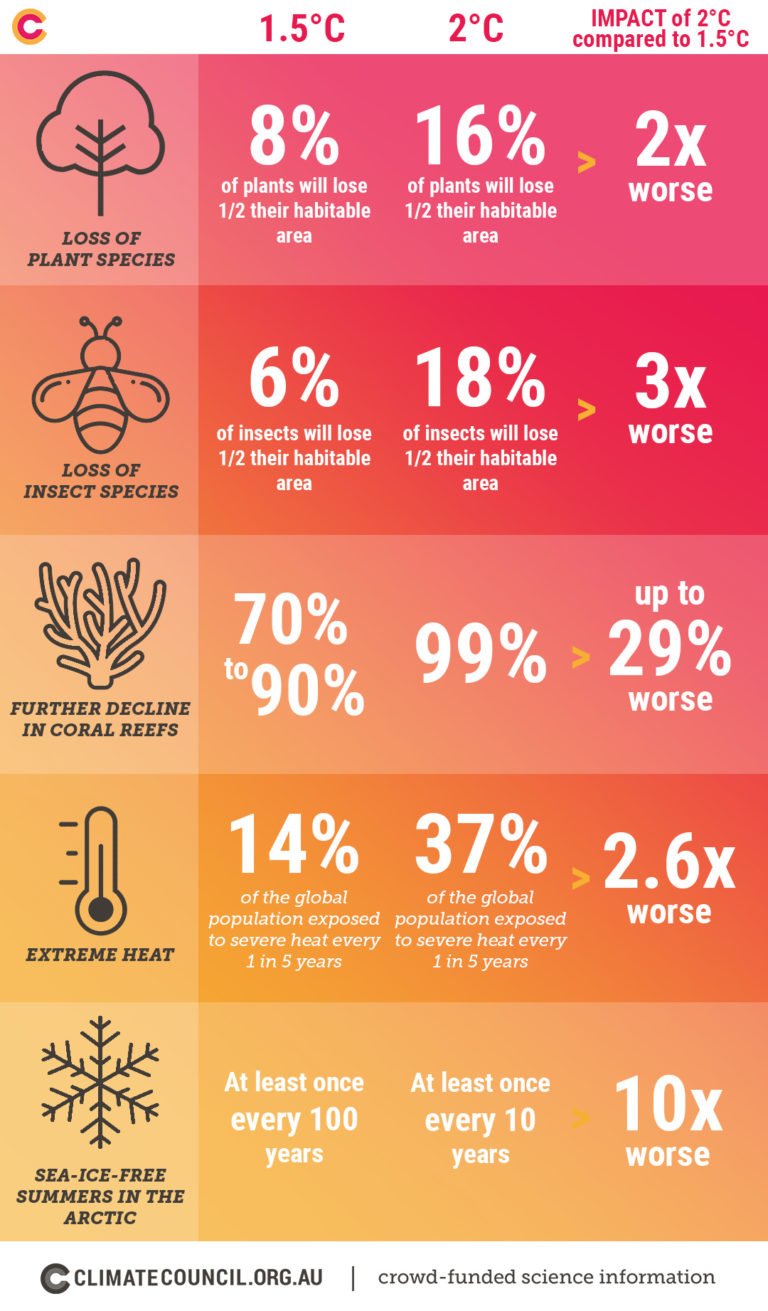 1.5°C
2°C
IMPACT of 2°C
compared to 1.5°C
LOSS OF
PLANT SPECIES
8%
of plants will lose
1/2 their habitable
area
16%
of plants will lose
1/2 their habitable
area
>
2x
worse
LOSS OF
INSECT SPECIES
6%
of insects will lose
1/2 their habitable
area
18%
of insects will lose
1/2 their habitable
area
>
3x
worse
FURTHER DECLINE
IN CORAL REEFS
70%
to 90%
99%
>
up to
29%
worse
EXTREME HEAT
14%
of the global
population exposed
to severe heat every
1 in 5 years
37%
of the global
population exposed
to severe heat every
1 in 5 years
>
2.6x
worse
SEA-ICE-FREE
SUMMERS IN THE
ARCTIC
At least once
every 100
years
At least once
every 10
years
>
10x
worse
CLIMATECOUNCIL.ORG.AU | crowd-funded science information